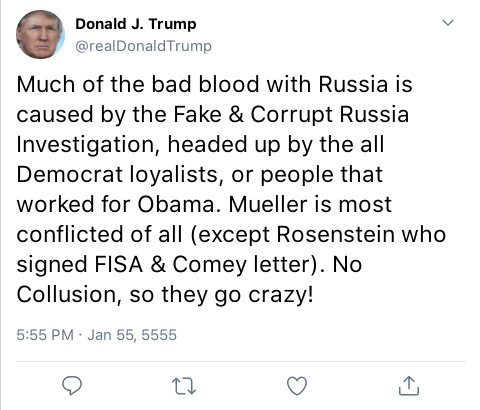 Donald J. Trump
@realDonaldTrump
Much of the bad blood with Russia is
caused by the Fake & Corrupt Russia
Investigation, headed up by the all
Democrat loyalists, or people that
worked for Obama. Mueller is most
conflicted of all (except Rosenstein who
signed FISA & Comey letter). No
Collusion, so they go crazy!
5:55 PM · Jan 55, 5555